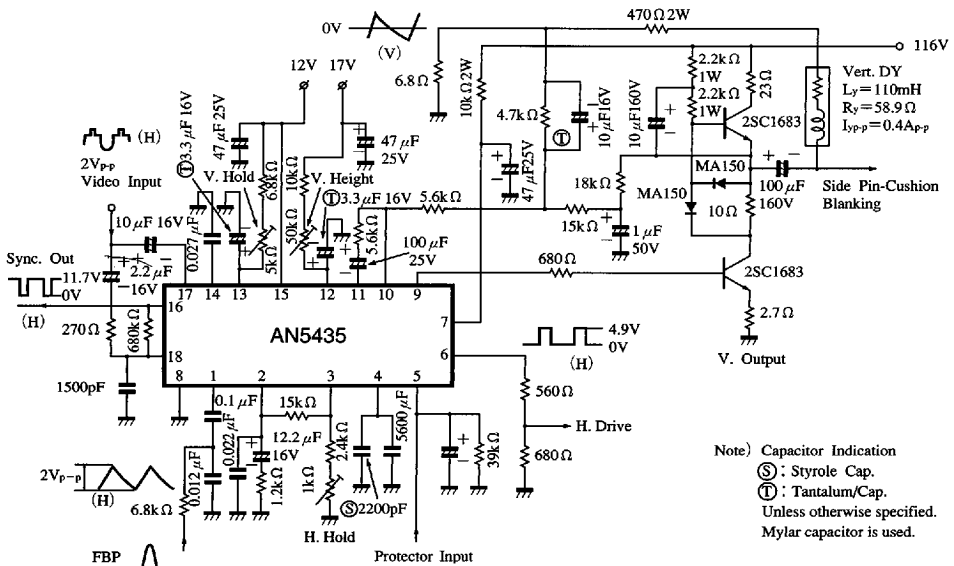 470Ω 2W
0V
(V)
116V
12V
17V
6.8Ω
10kΩ 2W
4.7kΩ
10μF16V
Ⓣ
10μF160V
2.2kΩ
1W
2.2kΩ
1W
23Ω
2SC1683
Vert. DY
Ly=110mH
Ry=58.9Ω
Iyp-p=0.4Ap-p
(H)
2Vp-p
Video Input
Ⓣ3.3μF 16V
47μF 25V
V. Hold
6.8kΩ
10kΩ
V. Height
47μF
25V
Ⓣ3.3μF 16V
5.6kΩ
47μF25V
18kΩ
MA150
MA150
10Ω
100μF
160V
Side Pin-Cushion
Blanking
10μF 16V
0.027μF
5kΩ
50kΩ
5.6kΩ
100μF
25V
15kΩ
1μF
50V
Sync. Out
11.7V
0V
(H)
2.2μF
16V
680Ω
2SC1683
17
14
13
15
12
11
10
9
16
7
AN5435
6
18
8
1
2
3
4
5
270Ω
680kΩ
1500pF
4.9V
0V
(H)
2.7Ω
V. Output
560Ω
H. Drive
680Ω
0.1μF
0.022μF
15kΩ
12.2μF
16V
2.4kΩ
5600μF
39kΩ
2Vp-p
(H)
0.012μF
1.2kΩ
1kΩ
Ⓢ2200pF
6.8kΩ
H. Hold
FBP
Protector Input
Note) Capacitor Indication
Ⓢ: Styrole Cap.
Ⓣ: Tantalum/Cap.
Unless otherwise specified.
Mylar capacitor is used.